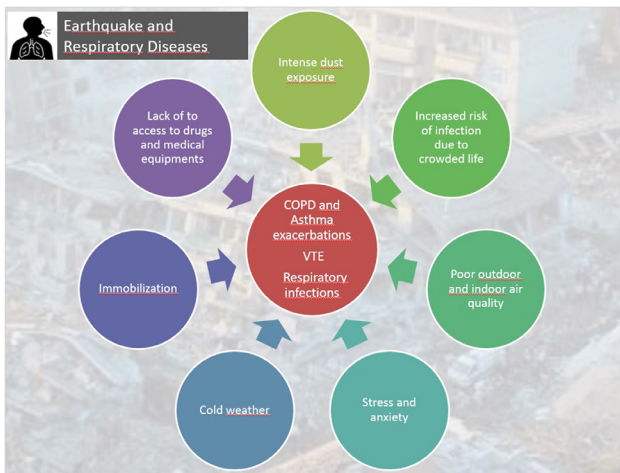 Earthquake and
Respiratory Diseases
Intense dust
exposure
Lack of to
access to drugs
and medical
equipments
Increased risk
of infection
due to
crowded life
COPD and
Asthma
exacerbations
VTE
Respiratory
infections
Immobilization
Poor outdoor
and indoor air
quality
Cold weather
Stress and
anxiety